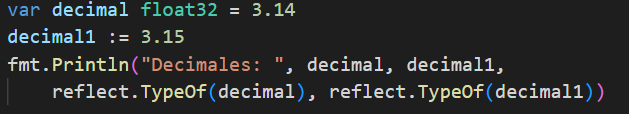 var decimal float32 = 3.14
decimal1 := 3.15
fmt.Println("Decimales: ", decimal, decimal1,
    reflect.TypeOf(decimal), reflect.TypeOf(decimal1))